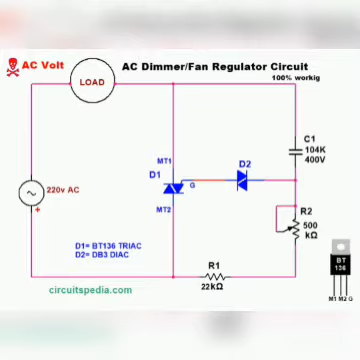 AC Volt
AC Dimmer/Fan Regulator Circuit
100% workig
LOAD
C1
104K
400V
MT1
D1
D2
G
220v AC
+
MT2
R2
500
kΩ
D1= BT136 TRIAC
D2= DB3 DIAC
R1
22kΩ
BT
136
circuitspedia.com
M1 M2 G